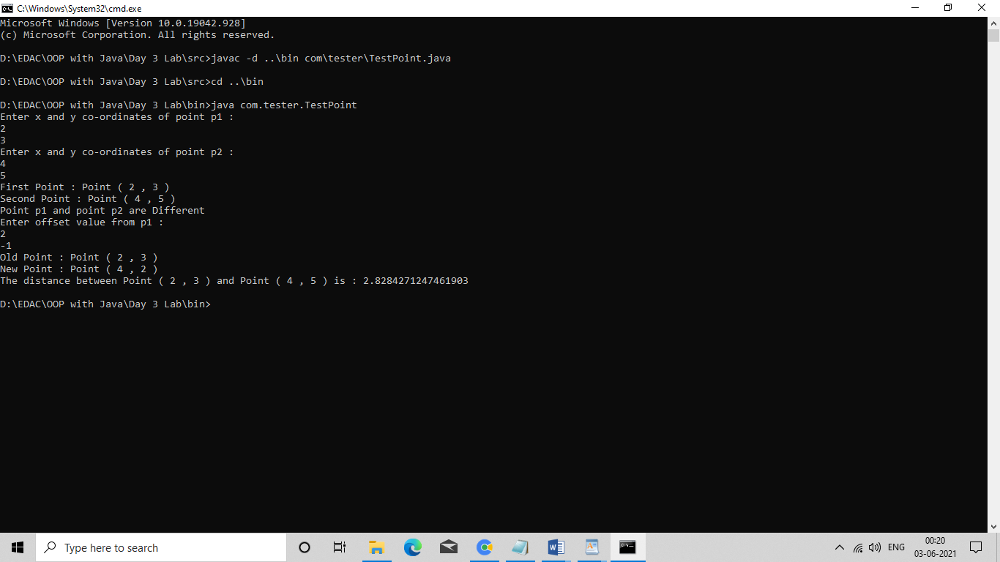 C:\Windows\System32\cmd.exe
Microsoft Windows [Version 10.0.19042.928]
(c) Microsoft Corporation. All rights reserved.
D:\EDAC\OOP with Java\Day 3 Lab\src>javac -d ..\bin com\tester\TestPoint.java
D:\EDAC\OOP with Java\Day 3 Lab\src>cd ..\bin
D:\EDAC\OOP with Java\Day 3 Lab\bin>java com.tester.TestPoint
Enter x and y co-ordinates of point p1 :
2
3
Enter x and y co-ordinates of point p2 :
4
5
First Point : Point ( 2 , 3 )
Second Point : Point ( 4 , 5 )
Point p1 and point p2 are Different
Enter offset value from p1 :
2
-1
Old Point : Point ( 2 , 3 )
New Point : Point ( 4 , 2 )
The distance between Point ( 2 , 3 ) and Point ( 4 , 5 ) is : 2.8284271247461903
D:\EDAC\OOP with Java\Day 3 Lab\bin>
Type here to search
ENG
00:20
03-06-2021